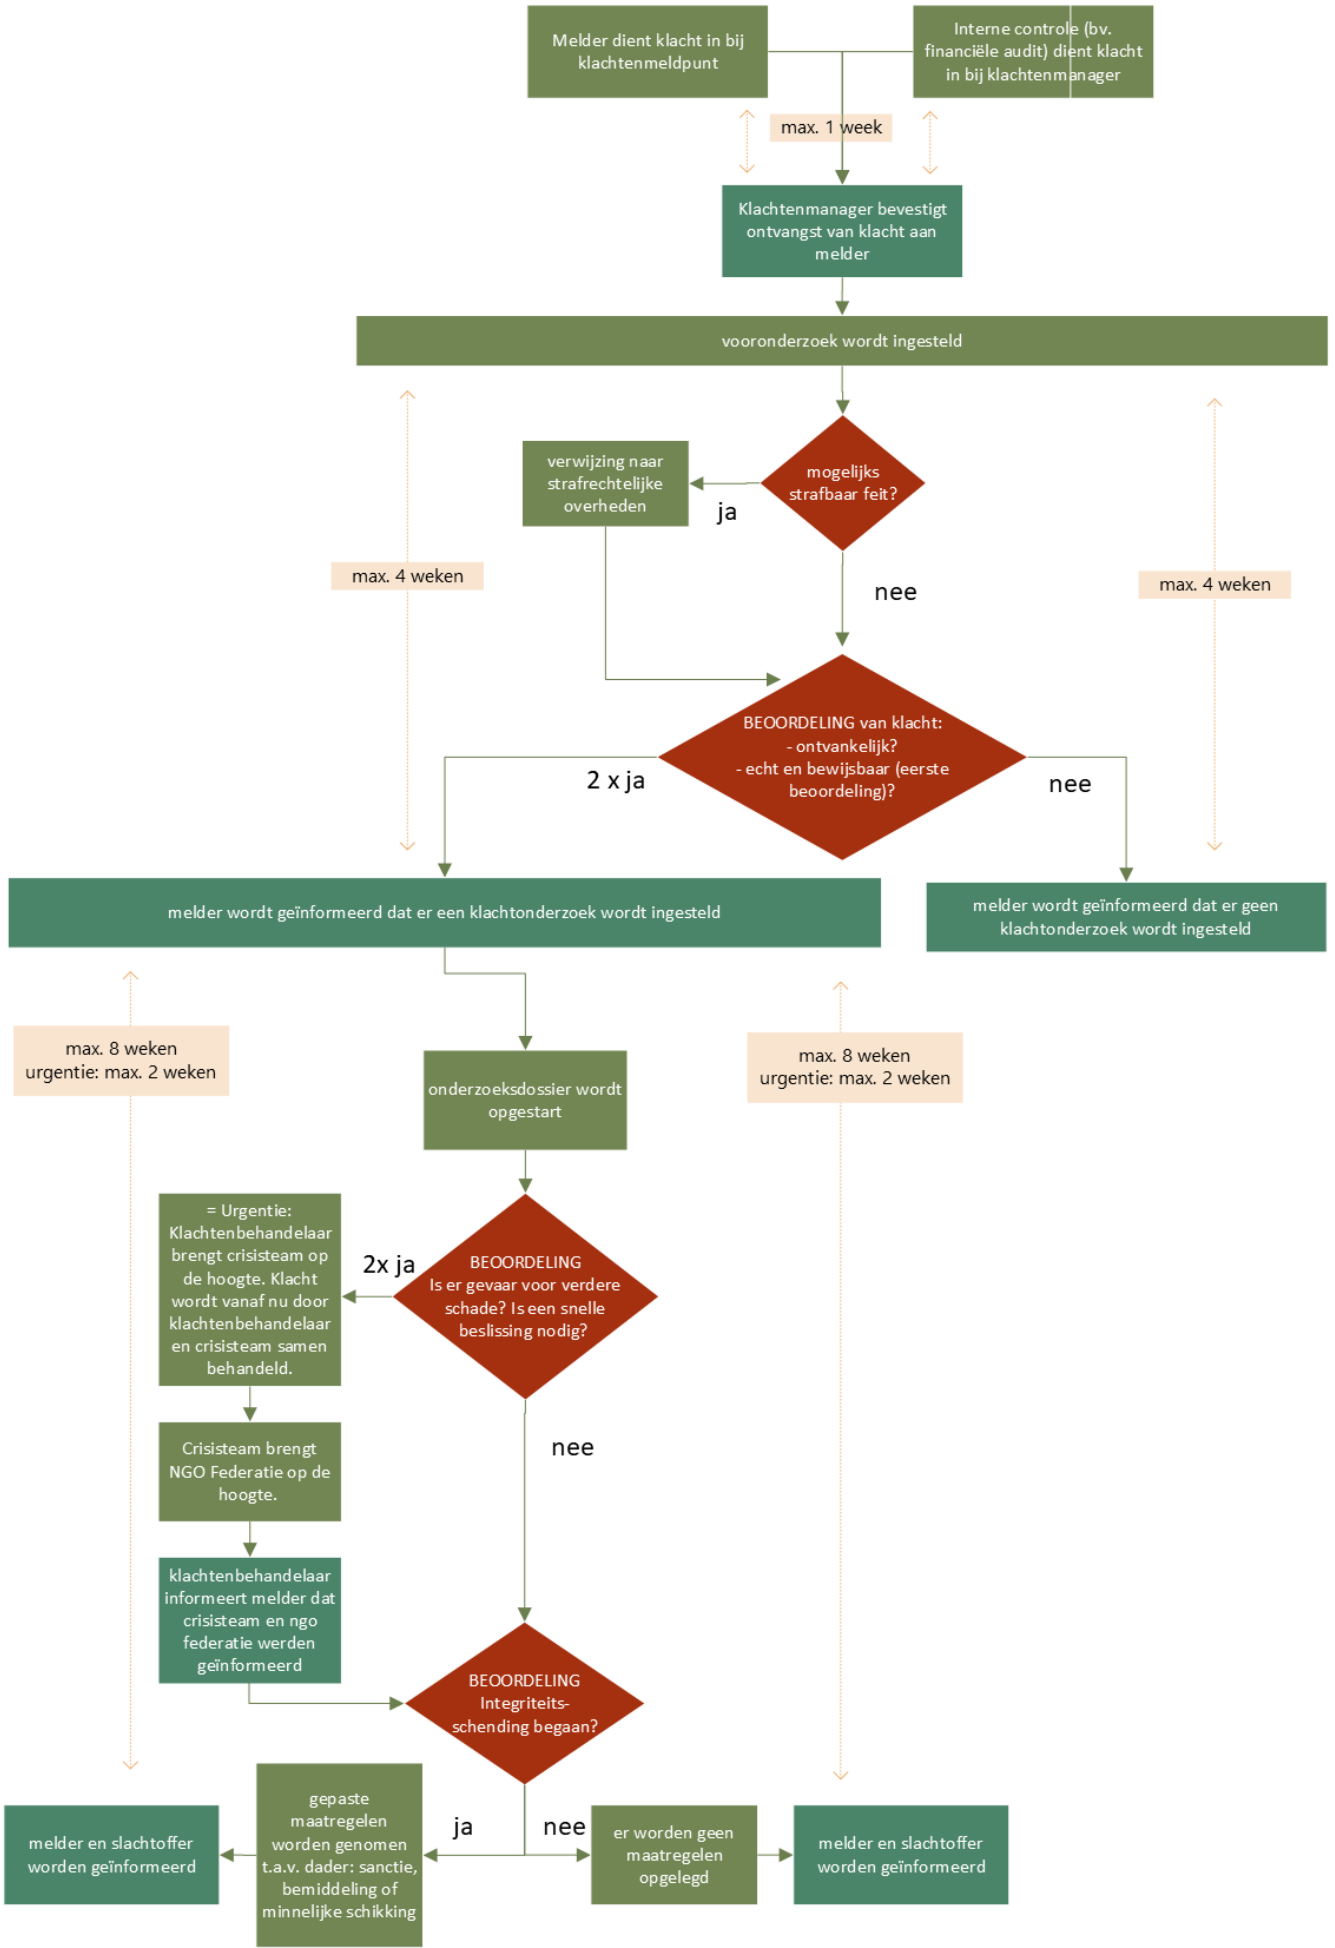 Melder dient klacht in bij
klachtenmeldpunt
Interne controle (bv.
financiële audit) dient klacht
in bij klachtenmanager
max. 1 week
Klachtenmanager bevestigt
ontvangst van klacht aan
melder
vooronderzoek wordt ingesteld
mogelijks
strafbaar feit?
verwijzing naar
strafrechtelijke
overheden
ja
nee
max. 4 weken
max. 4 weken
BEOORDELING van klacht:
- ontvankelijk?
- echt en bewijsbaar (eerste
beoordeling)?
2 x ja
nee
melder wordt geïnformeerd dat er een klachtonderzoek wordt ingesteld
melder wordt geïnformeerd dat er geen
klachtonderzoek wordt ingesteld
max. 8 weken
urgentie: max. 2 weken
max. 8 weken
urgentie: max. 2 weken
onderzoeksdossier wordt
opgestart
BEOORDELING
Is er gevaar voor verdere
schade? Is een snelle
beslissing nodig?
2x ja
= Urgentie:
Klachtenbehandelaar
brengt crisisteam op
de hoogte. Klacht
wordt vanaf nu door
klachtenbehandelaar
en crisisteam samen
behandeld.
nee
Crisisteam brengt
NGO Federatie op de
hoogte.
klachtenbehandelaar
informeert melder dat
crisisteam en ngo
federatie werden
geïnformeerd
BEOORDELING
Integriteits-
schending begaan?
ja
nee
gepaste
maatregelen
worden genomen
t.a.v. dader: sanctie,
bemiddeling of
minnelijke schikking
melder en slachtoffer
worden geïnformeerd
er worden geen
maatregelen
opgelegd
melder en slachtoffer
worden geïnformeerd